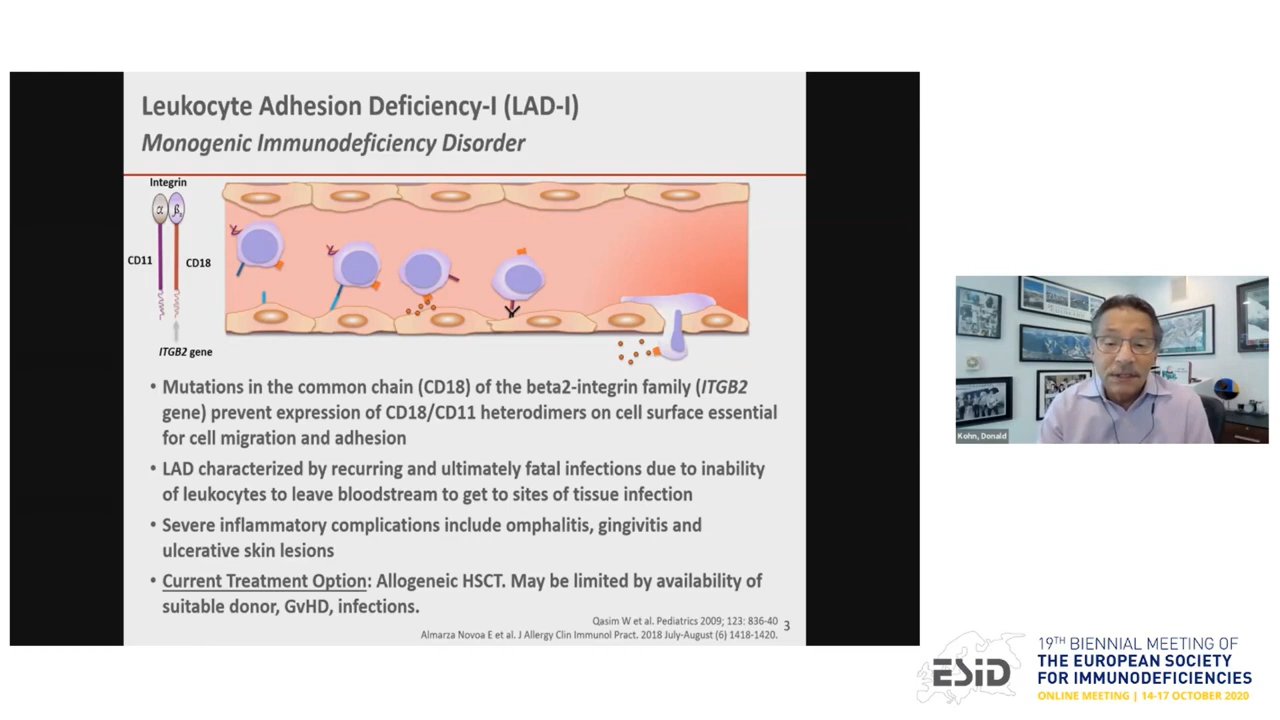 Leukocyte Adhesion Deficiency-I (LAD-I)
Monogenic Immunodeficiency Disorder
Integrin
α
β₂
CD11
CD18
ITGB2 gene
• Mutations in the common chain (CD18) of the beta2-integrin family (ITGB2
gene) prevent expression of CD18/CD11 heterodimers on cell surface essential
for cell migration and adhesion
• LAD characterized by recurring and ultimately fatal infections due to inability
of leukocytes to leave bloodstream to get to sites of tissue infection
• Severe inflammatory complications include omphalitis, gingivitis and
ulcerative skin lesions
• Current Treatment Option: Allogeneic HSCT. May be limited by availability of
suitable donor, GvHD, infections.
Qasim W et al. Pediatrics 2009; 123: 836-40
Almarza Novoa E et al. J Allergy Clin Immunol Pract. 2018 July-August (6) 1418-1420.
3
Kohn, Donald
ESID
19TH BIENNIAL MEETING OF
THE EUROPEAN SOCIETY
FOR IMMUNODEFICIENCIES
ONLINE MEETING | 14-17 OCTOBER 2020